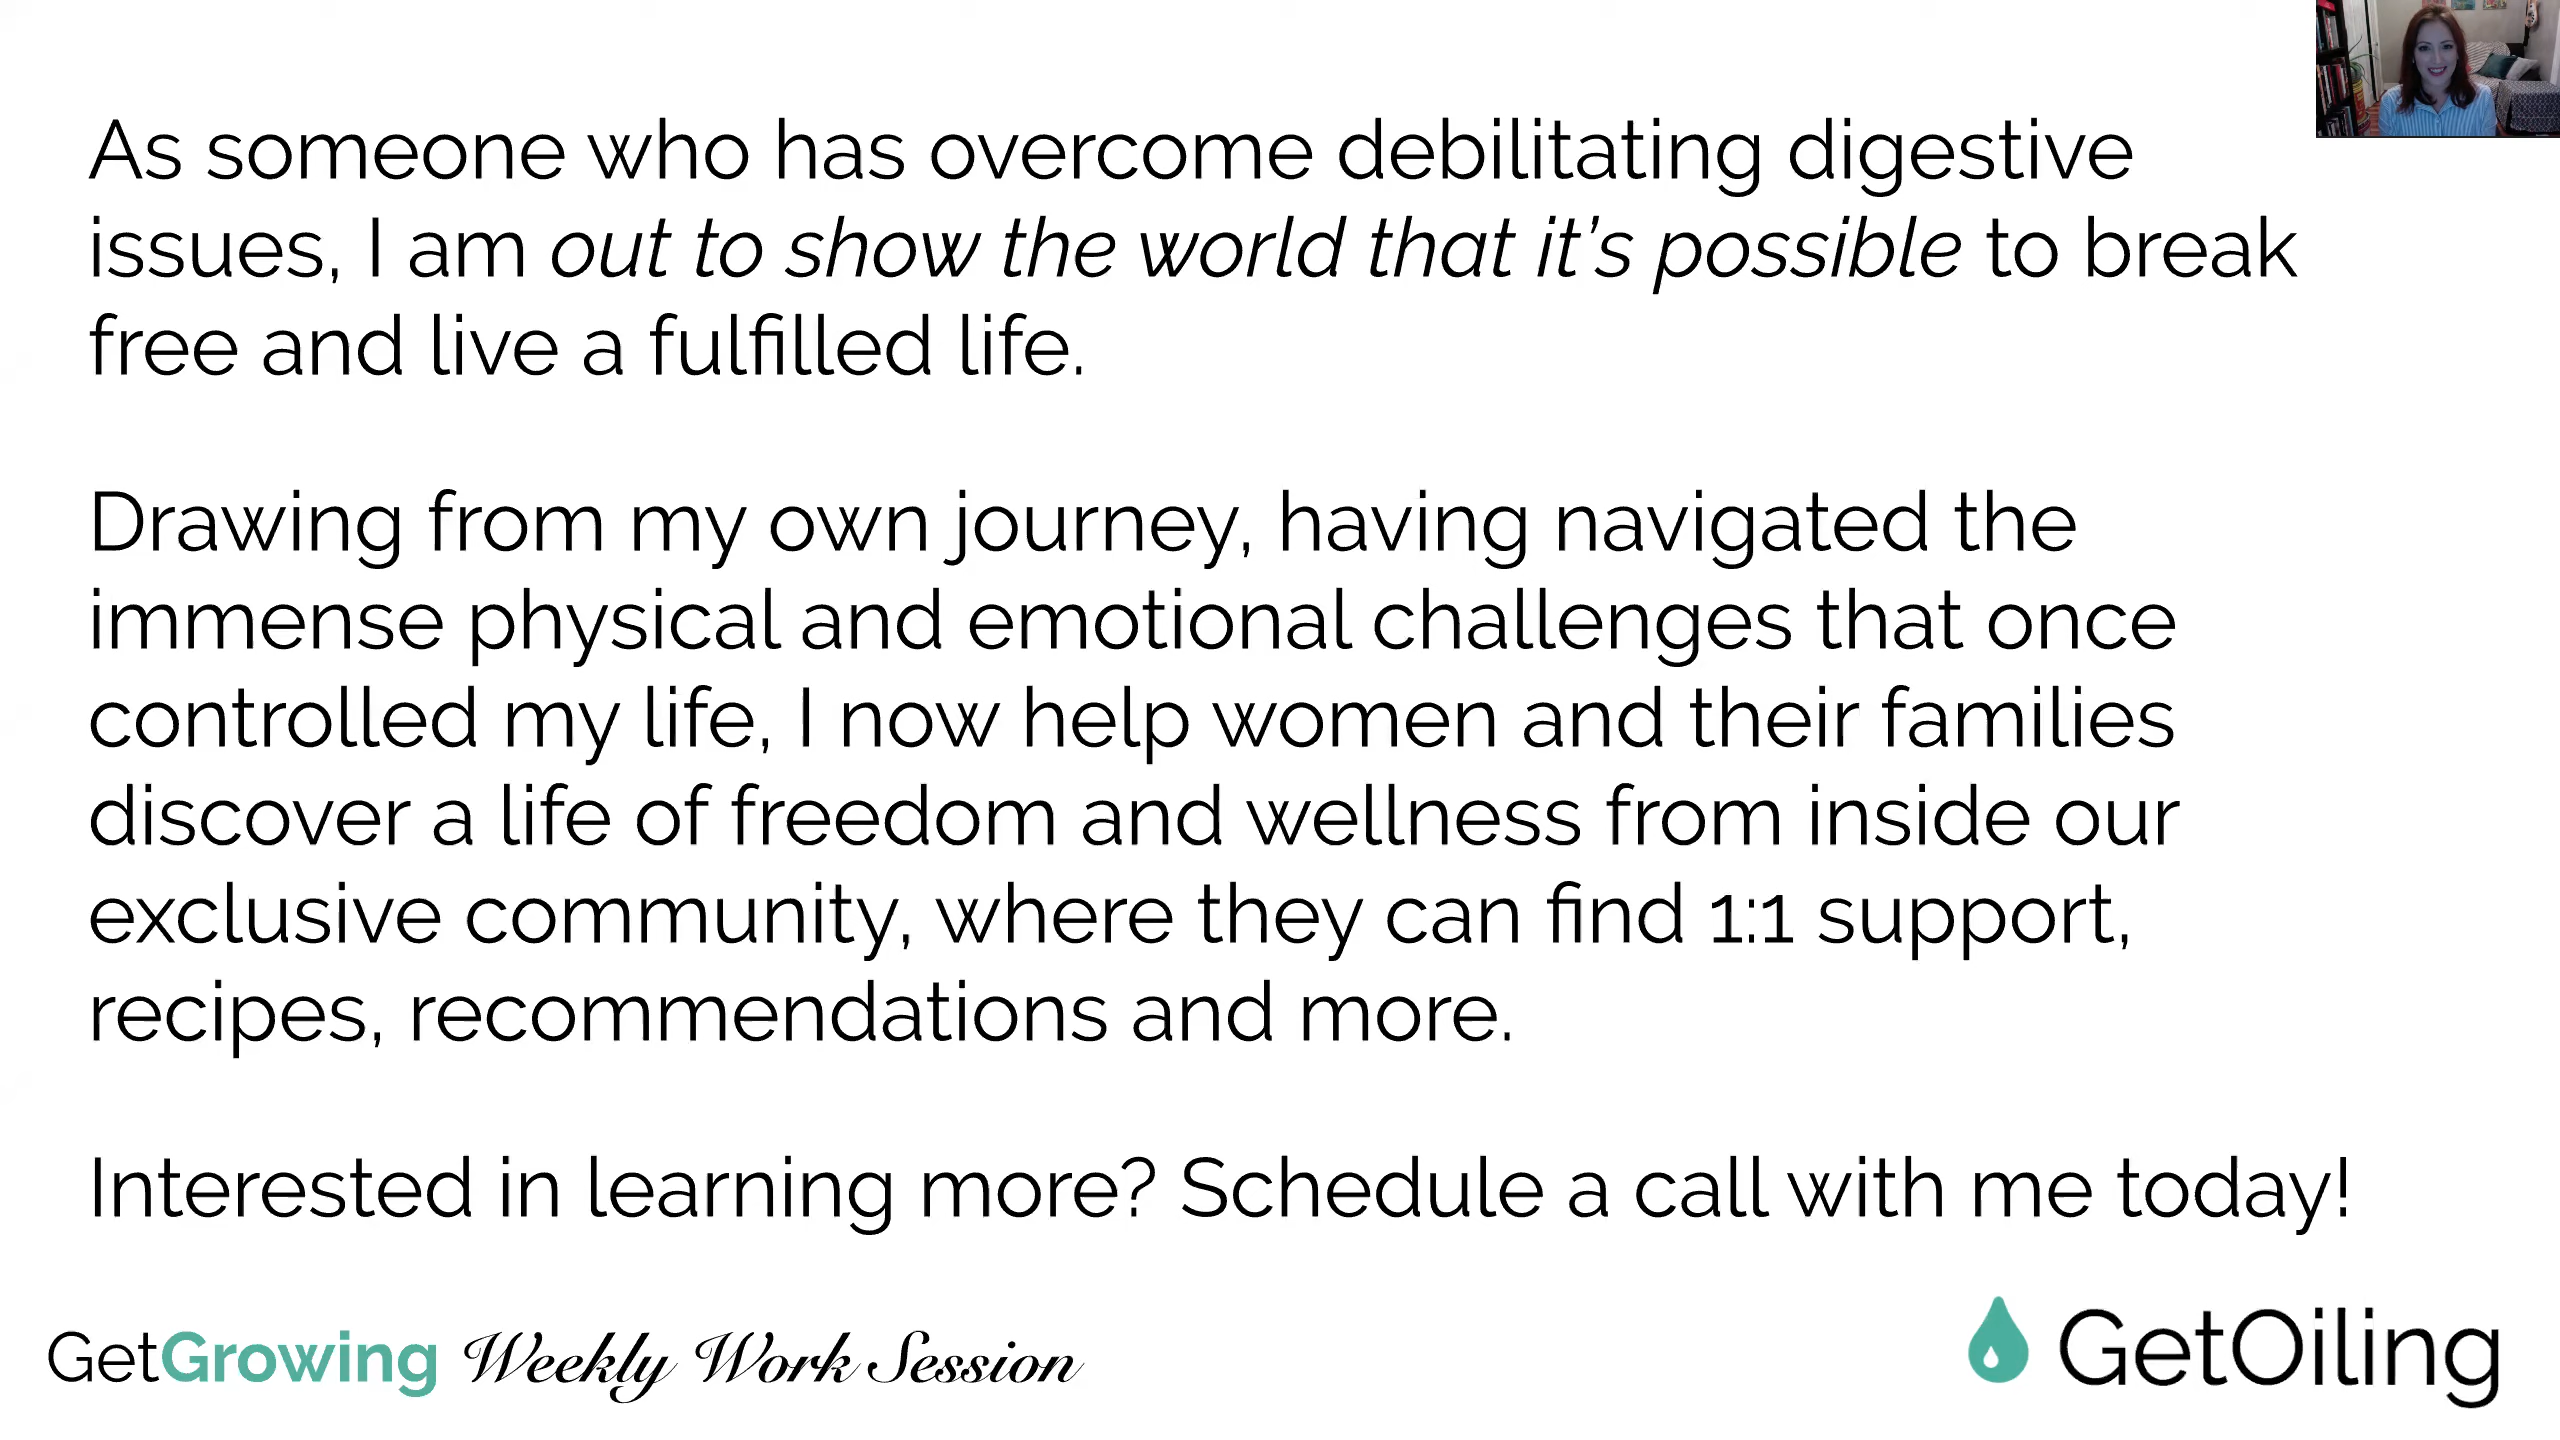 As someone who has overcome debilitating digestive
issues, I am out to show the world that it’s possible to break
free and live a fulfilled life.
Drawing from my own journey, having navigated the
immense physical and emotional challenges that once
controlled my life, I now help women and their families
discover a life of freedom and wellness from inside our
exclusive community, where they can find 1:1 support,
recipes, recommendations and more.
Interested in learning more? Schedule a call with me today!
GetGrowing Weekly Work Session
GetOiling